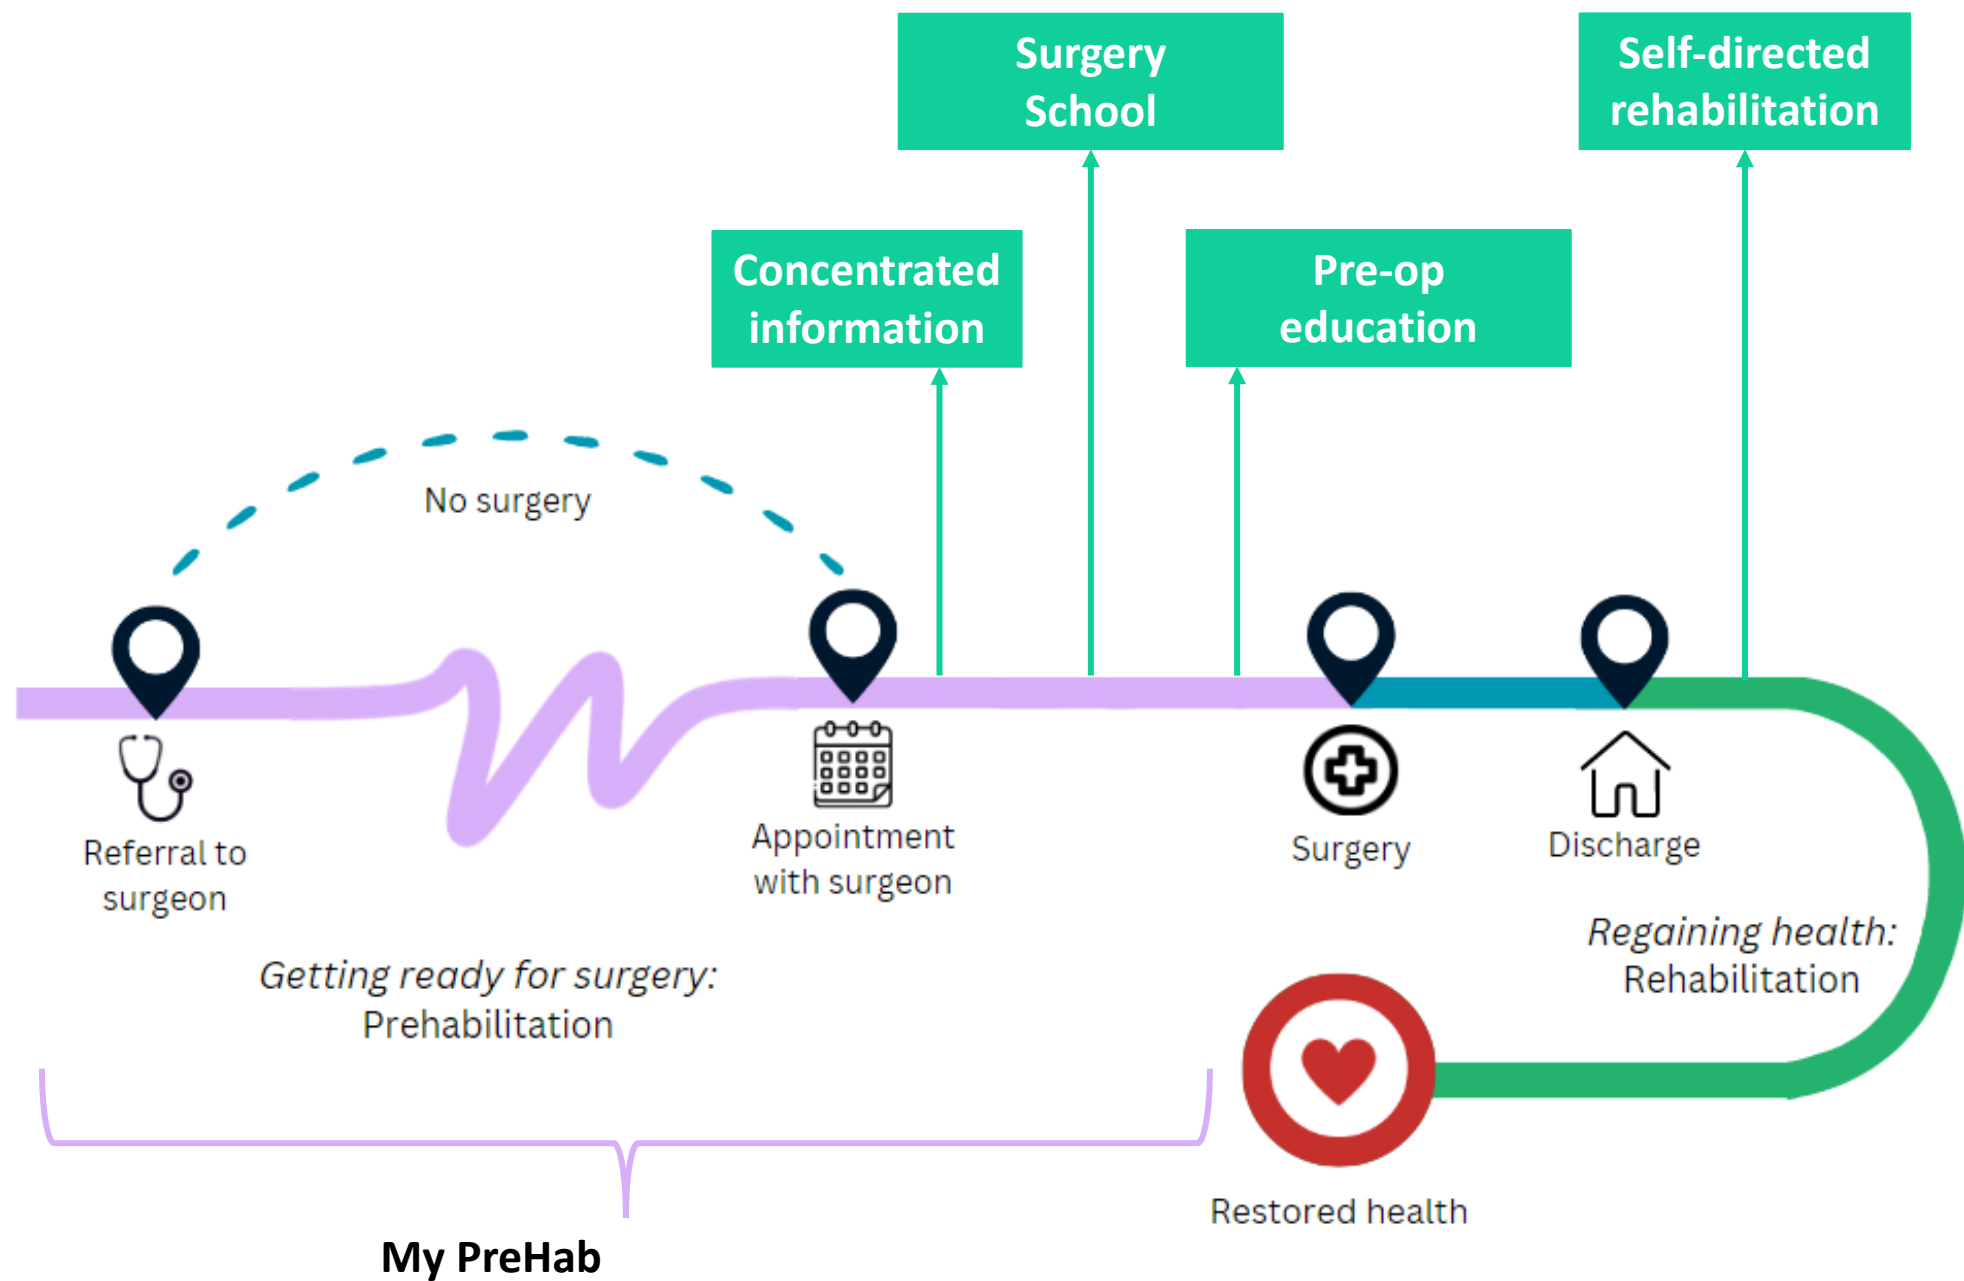 Surgery
School
Self-directed
rehabilitation
Concentrated
information
Pre-op
education
No surgery
Referral to
surgeon
Appointment
with surgeon
Surgery
Discharge
Getting ready for surgery:
Prehabilitation
Regaining health:
Rehabilitation
Restored health
My PreHab